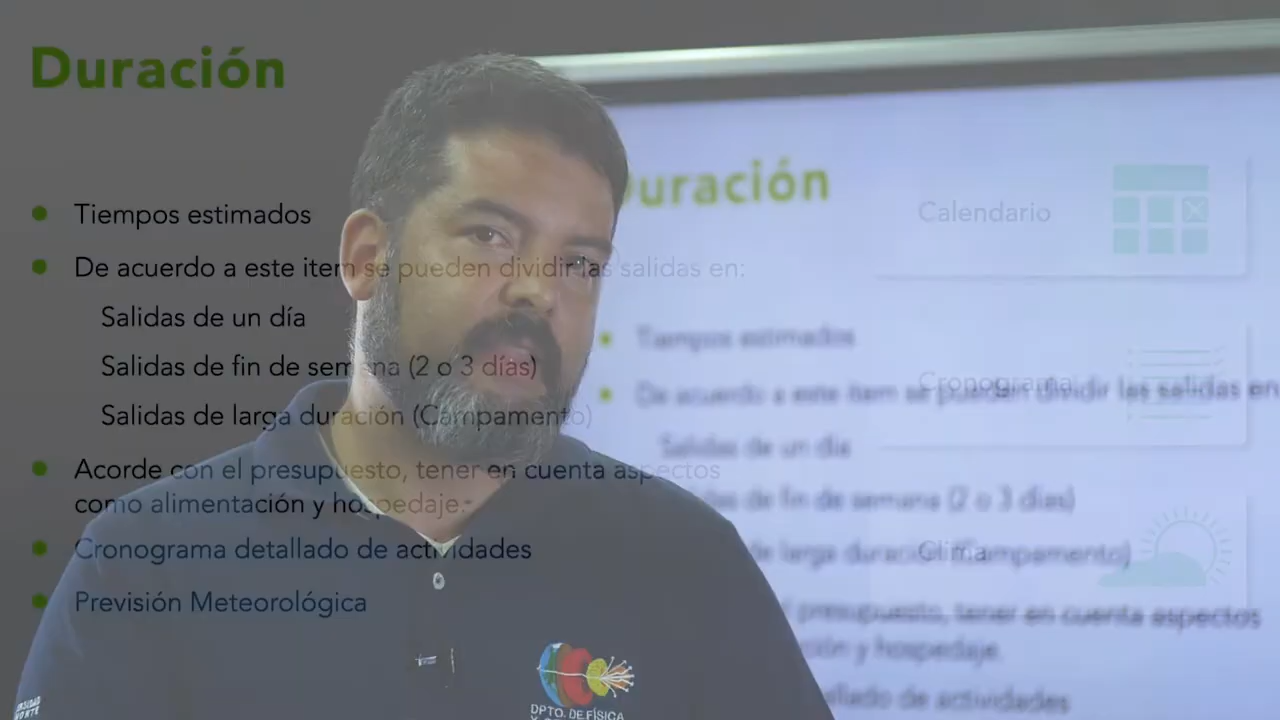 Duración
Tiempos estimados
De acuerdo a este item se pueden dividir las salidas en:
Salidas de un día
Salidas de fin de semana (2 o 3 días)
Salidas de larga duración (Campamento)
Acorde con el presupuesto, tener en cuenta aspectos
como alimentación y hospedaje.
Cronograma detallado de actividades
Previsión Meteorológica
Calendario
Cronograma
Clima
Duración
Tiempos estimados
De acuerdo a este item se pueden dividir las salidas en
Salidas de un día
de fin de semana (2 o 3 días)
de larga duración (Campamento)
presupuesto, tener en cuenta aspectos
y hospedaje.
de actividades
DPTO. DE FÍSICA